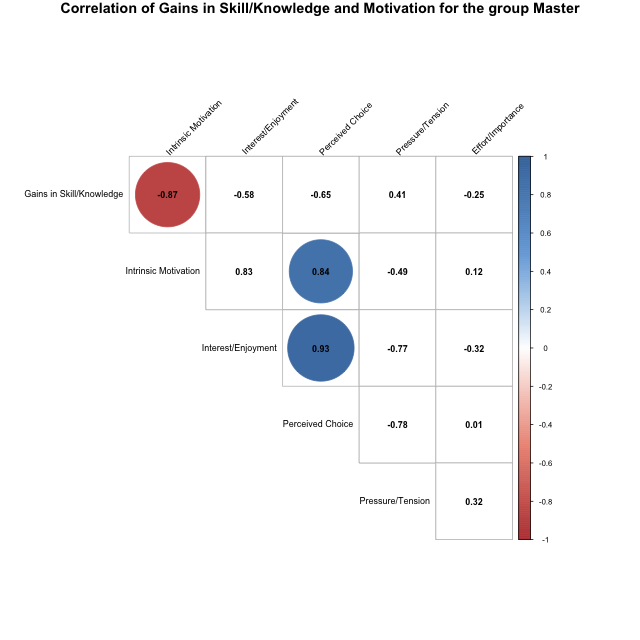 Correlation of Gains in Skill/Knowledge and Motivation for the group Master
Intrinsic Motivation
Interest/Enjoyment
Perceived Choice
Pressure/Tension
Effort/Importance
Gains in Skill/Knowledge -0.87 -0.58 -0.65 0.41 -0.25
Intrinsic Motivation 0.83 0.84 -0.49 0.12
Interest/Enjoyment 0.93 -0.77 -0.32
Perceived Choice -0.78 0.01
Pressure/Tension 0.32
1
0.8
0.6
0.4
0.2
0
-0.2
-0.4
-0.6
-0.8
-1